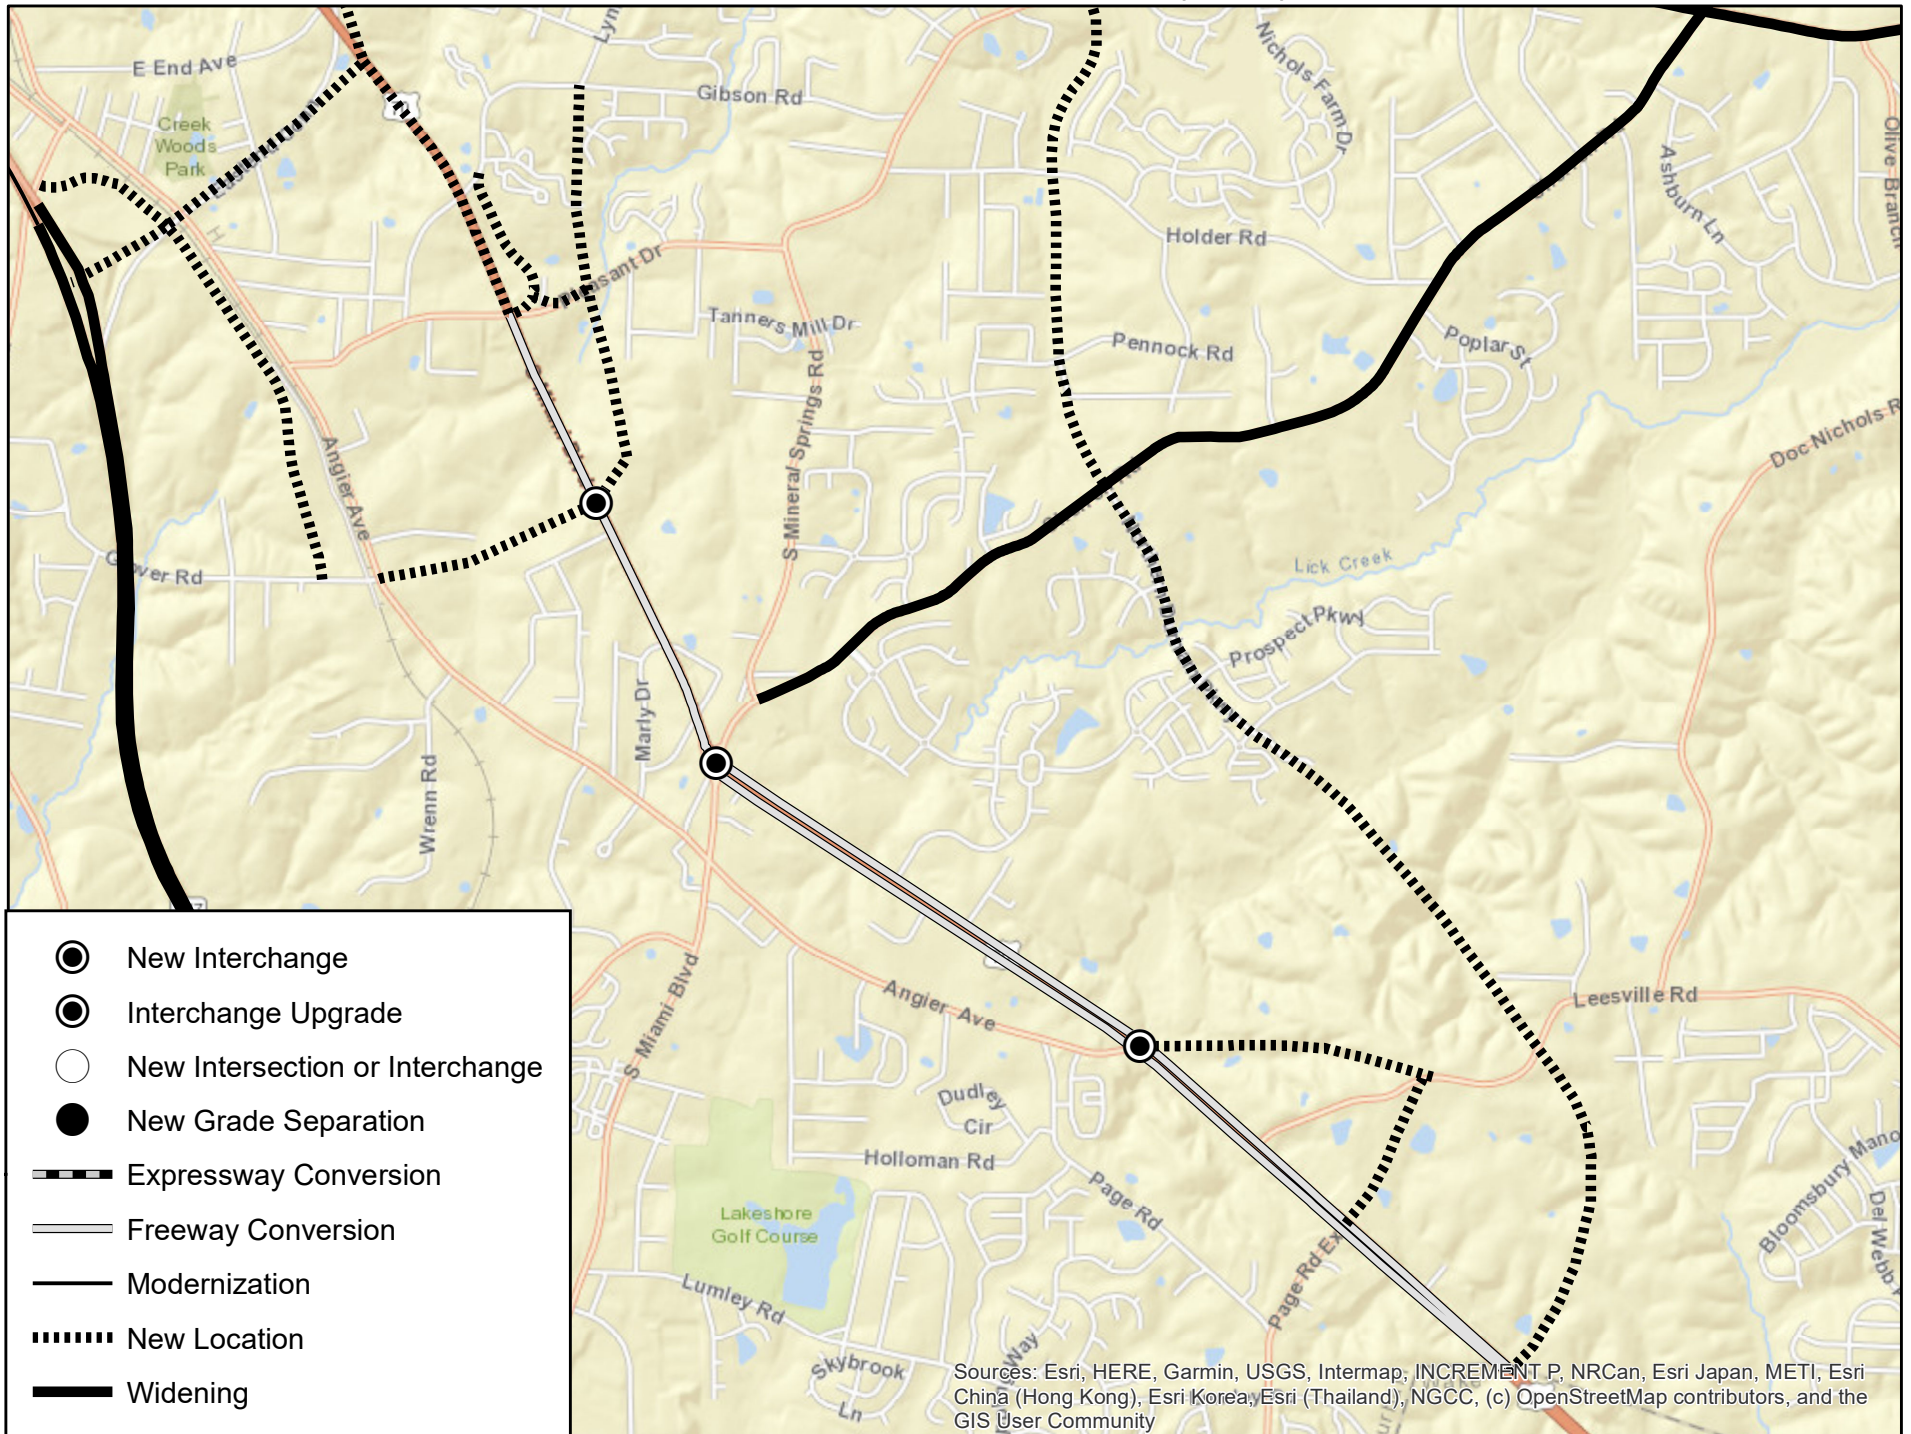 Lyn
E End Ave
Gibson Rd
Nichols Farm Dr
Creek
Woods
Park
Olive Branch
Ashburn Ln
Holder Rd
Tanners Mill Dr
Pennock Rd
Poplar St
Doc Nichols R
S Mineral Springs Rd
Angier Ave
Lick Creek
Prospect Pkwy
Marly Dr
Wrenn Rd
New Interchange
Interchange Upgrade
New Intersection or Interchange
New Grade Separation
Expressway Conversion
Freeway Conversion
Modernization
New Location
Widening
S Miami Blvd
Angier Ave
Leesville Rd
Dudley
Cir
Holloman Rd
Page Rd
Lakeshore
Golf Course
Page Rd Ex
Bloomsbury Mano
Del Webb
Lumley Rd
Skybrook
Ln
Way
Sources: Esri, HERE, Garmin, USGS, Intermap, INCREMENT P, NRCan, Esri Japan, METI, Esri
China (Hong Kong), Esri Korea, Esri (Thailand), NGCC, (c) OpenStreetMap contributors, and the
GIS User Community